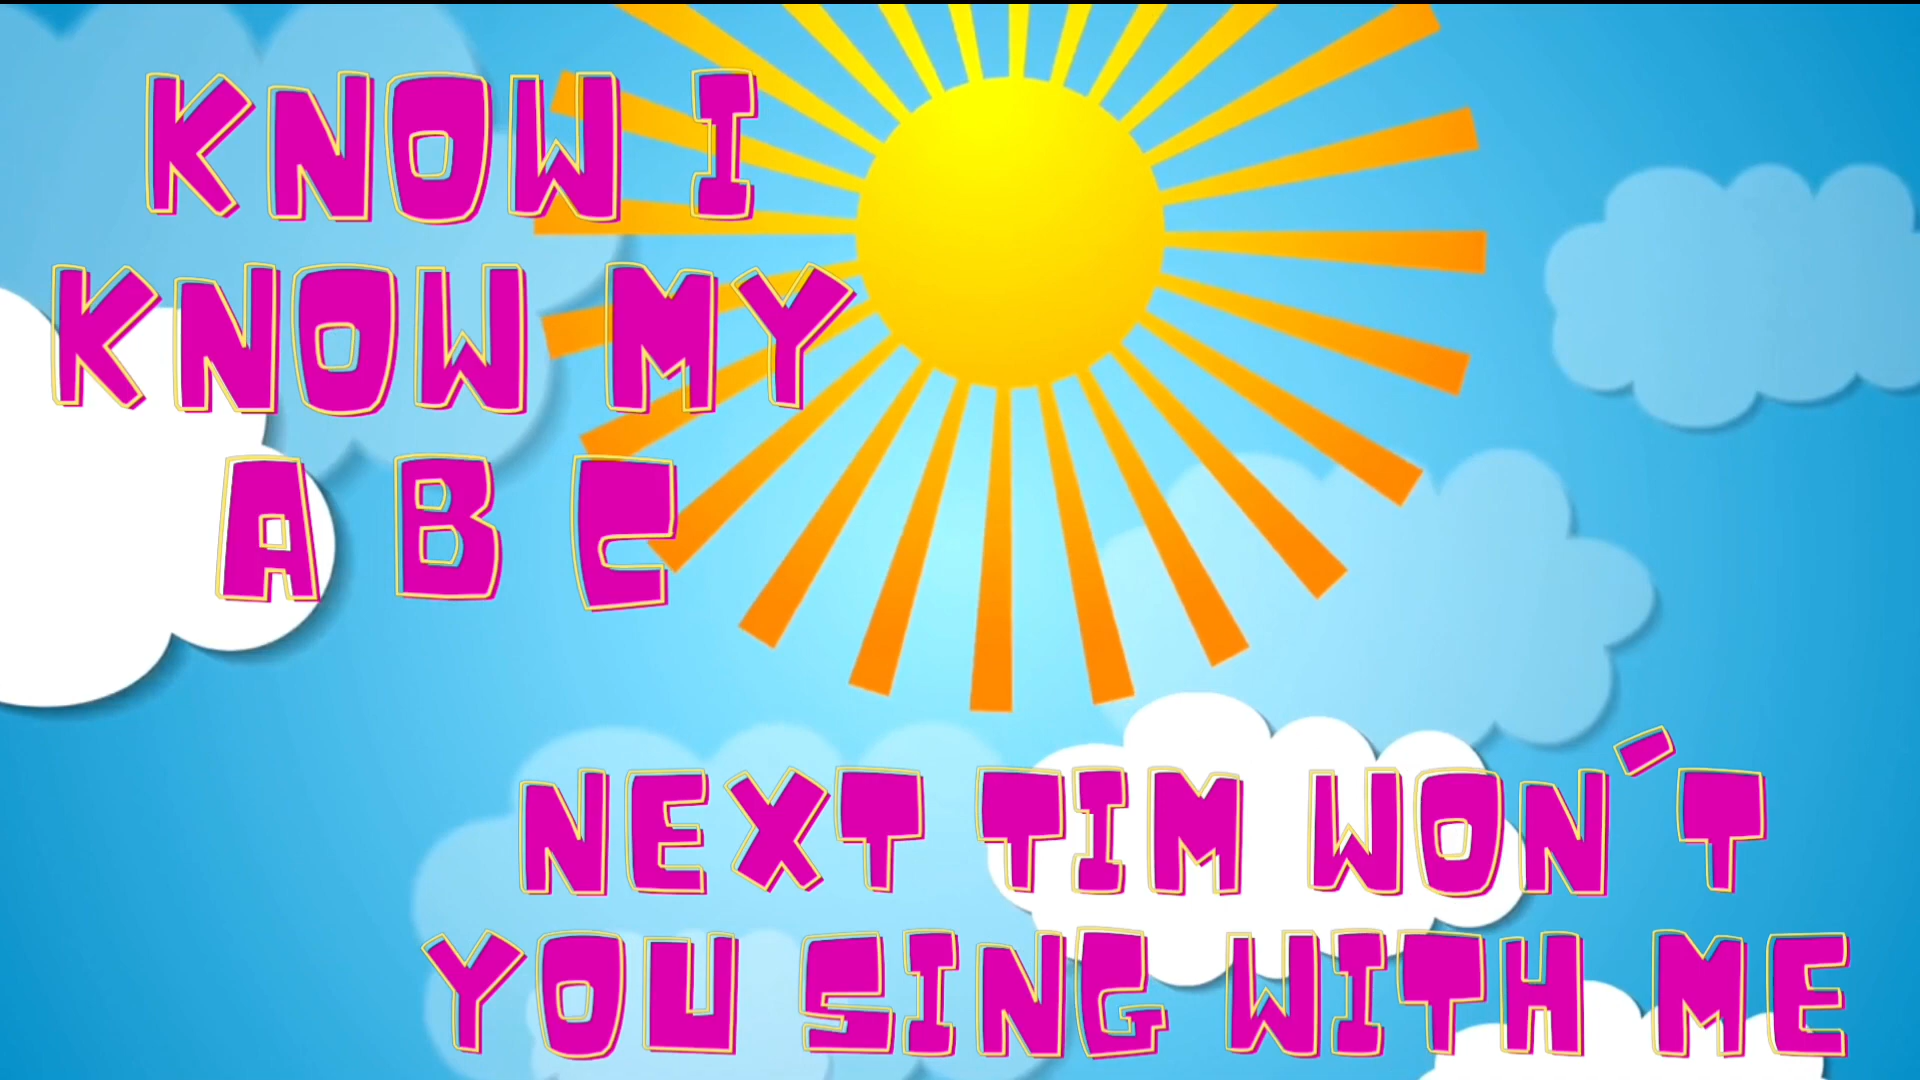 KNOW I
KNOW MY
A B C
NEXT TIM WON´T
YOU SING WITH ME